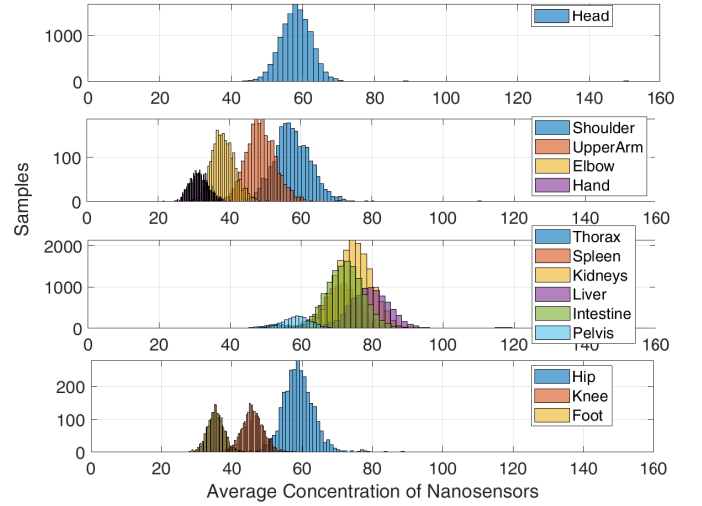 Head
1000
0
0 20 40 60 80 100 120 140 160
Shoulder
UpperArm
Elbow
Hand
100
0
0 20 40 60 80 100 120 140 160
Samples
Thorax
Spleen
Kidneys
Liver
Intestine
Pelvis
2000
1000
0
0 20 40 60 80 100 120 140 160
Hip
Knee
Foot
200
100
0
0 20 40 60 80 100 120 140 160
Average Concentration of Nanosensors